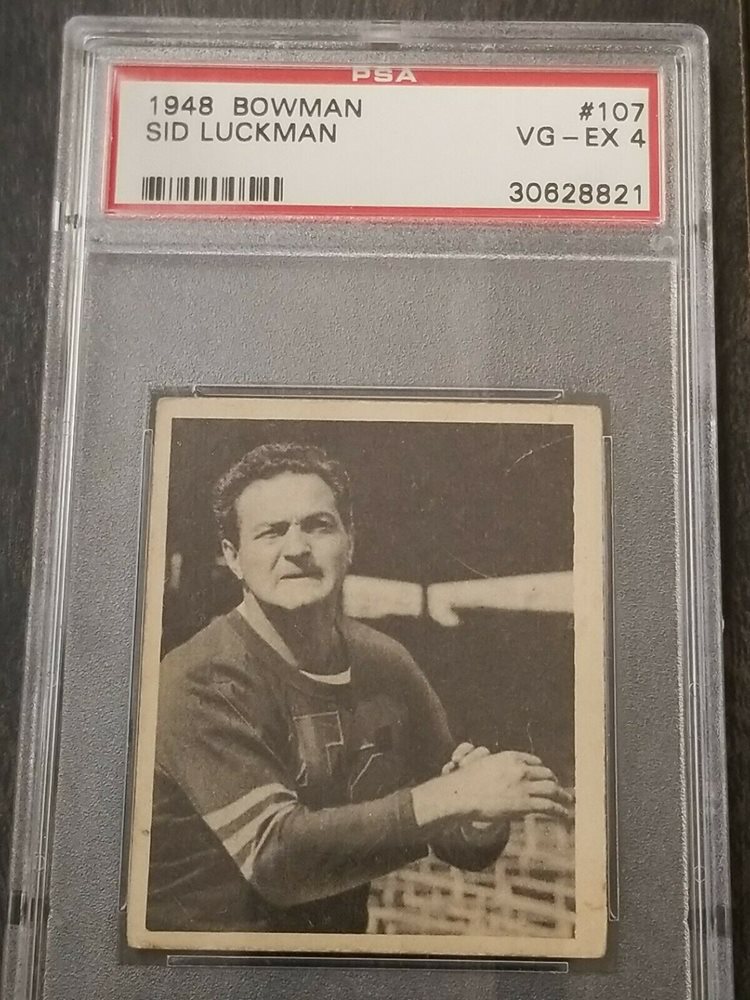 PSA
1948 BOWMAN #107
SID LUCKMAN VG-EX 4
30628821